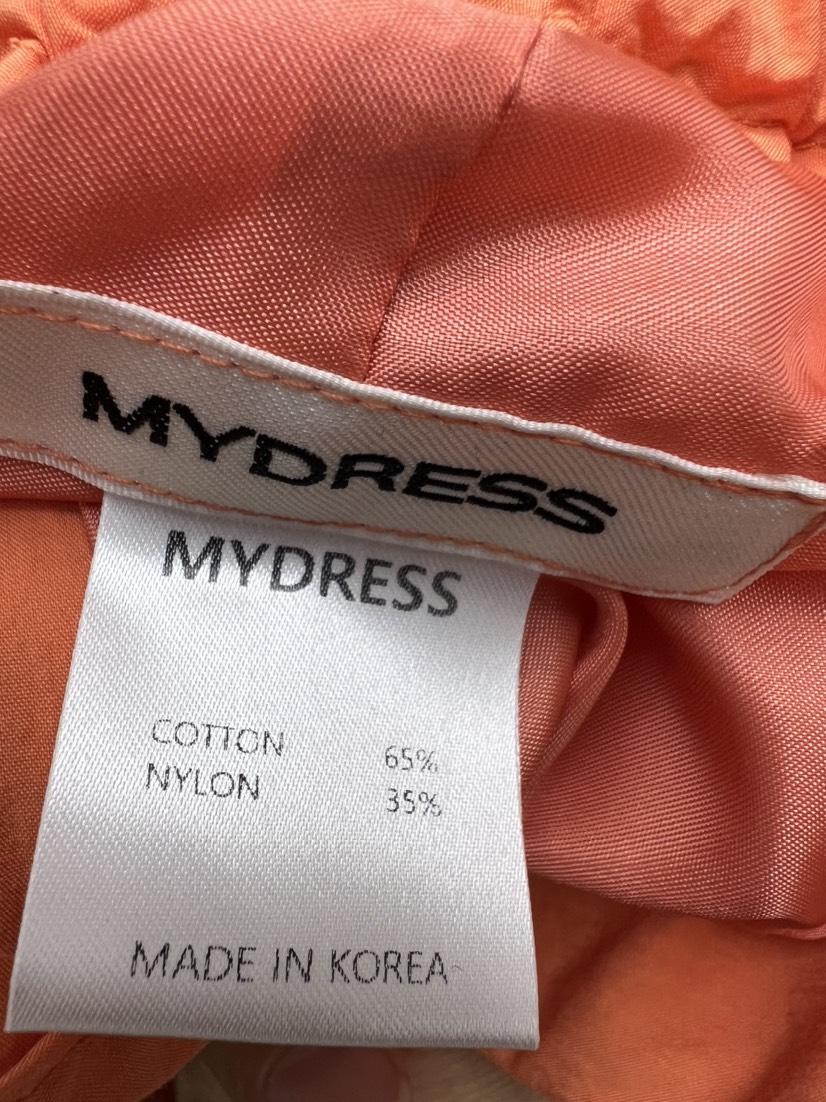 MYDRESS
MYDRESS
COTTON 65%
NYLON 35%
MADE IN KOREA